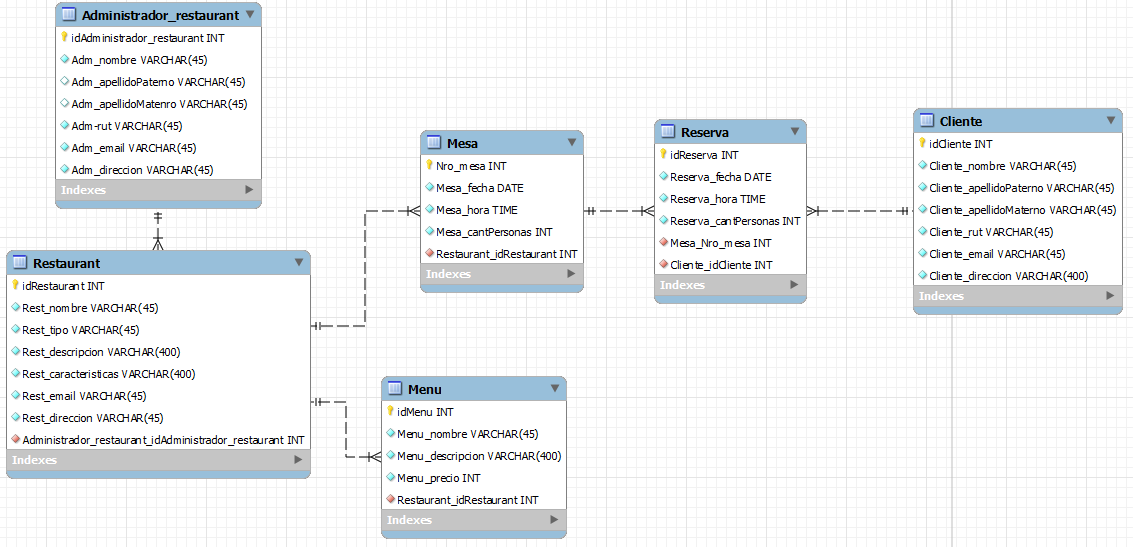 Administrador_restaurant
idAdministrador_restaurant INT
Adm_nombre VARCHAR(45)
Adm_apellidoPaterno VARCHAR(45)
Adm_apellidoMatenro VARCHAR(45)
Adm-rut VARCHAR(45)
Adm_email VARCHAR(45)
Adm_direccion VARCHAR(45)
Indexes
Restaurant
idRestaurant INT
Rest_nombre VARCHAR(45)
Rest_tipo VARCHAR(45)
Rest_descripcion VARCHAR(400)
Rest_caracteristicas VARCHAR(400)
Rest_email VARCHAR(45)
Rest_direccion VARCHAR(45)
Administrador_restaurant_idAdministrador_restaurant INT
Indexes
Mesa
Nro_mesa INT
Mesa_fecha DATE
Mesa_hora TIME
Mesa_cantPersonas INT
Restaurant_idRestaurant INT
Indexes
Menu
idMenu INT
Menu_nombre VARCHAR(45)
Menu_descripcion VARCHAR(400)
Menu_precio INT
Restaurant_idRestaurant INT
Indexes
Reserva
idReserva INT
Reserva_fecha DATE
Reserva_hora TIME
Reserva_cantPersonas INT
Mesa_Nro_mesa INT
Cliente_idCliente INT
Indexes
Cliente
idCliente INT
Cliente_nombre VARCHAR(45)
Cliente_apellidoPaterno VARCHAR(45)
Cliente_apellidoMaterno VARCHAR(45)
Cliente_rut VARCHAR(45)
Cliente_email VARCHAR(45)
Cliente_direccion VARCHAR(400)
Indexes